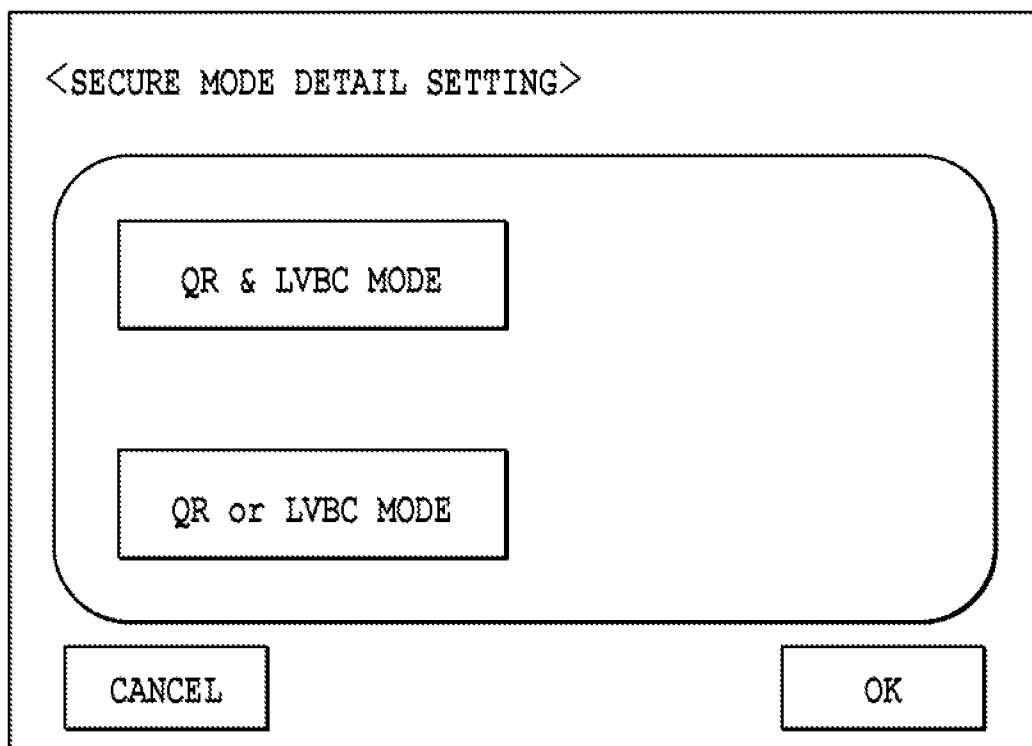 <SECURE MODE DETAIL SETTING>
QR & LVBC MODE
QR or LVBC MODE
CANCEL
OK